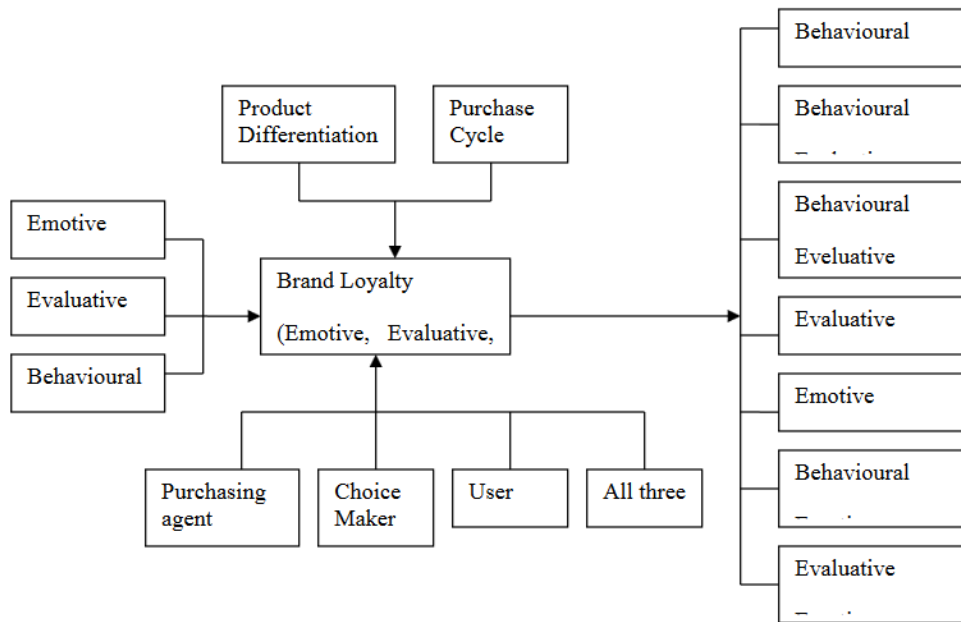 Product
Differentiation
Purchase
Cycle
Emotive
Evaluative
Behavioural
Brand Loyalty
(Emotive, Evaluative,
Purchasing
agent
Choice
Maker
User
All three
Behavioural
Behavioural
Behavioural
Eveluative
Evaluative
Emotive
Behavioural
Evaluative